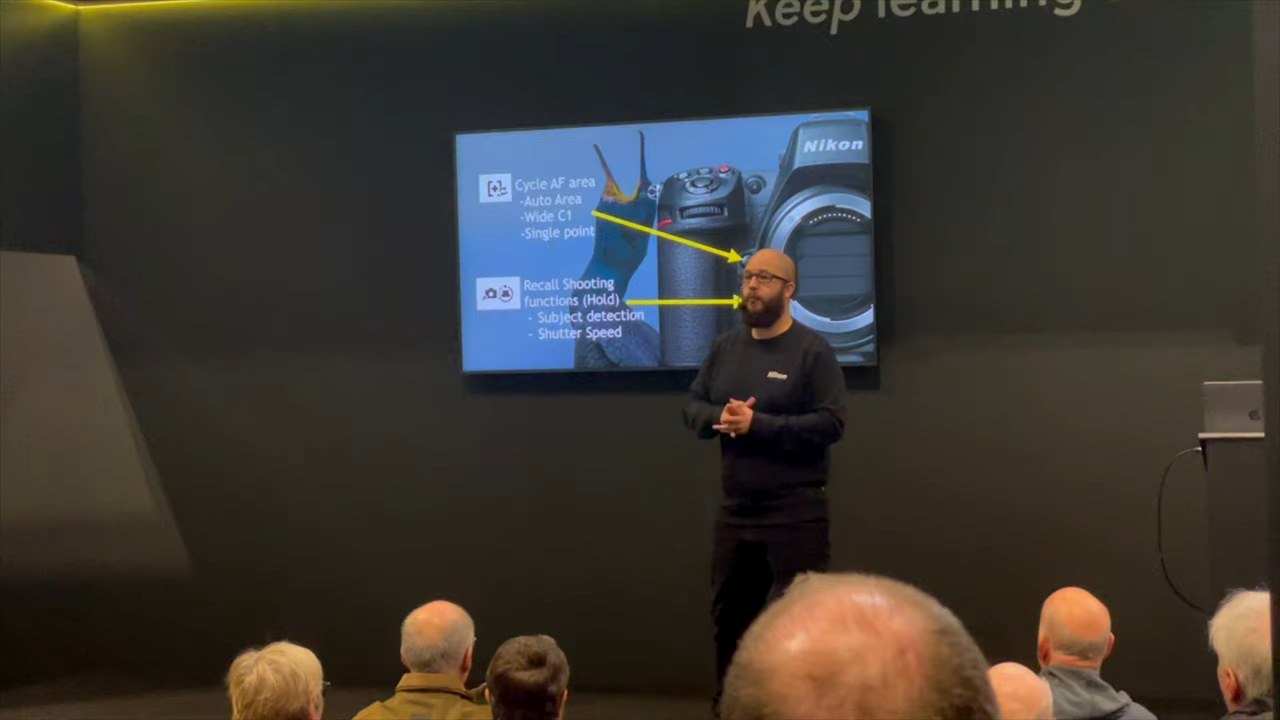 Keep learning
Nikon
Cycle AF area
-Auto Area
-Wide C1
-Single point
Recall Shooting
functions (Hold)
- Subject detection
- Shutter Speed
Nikon